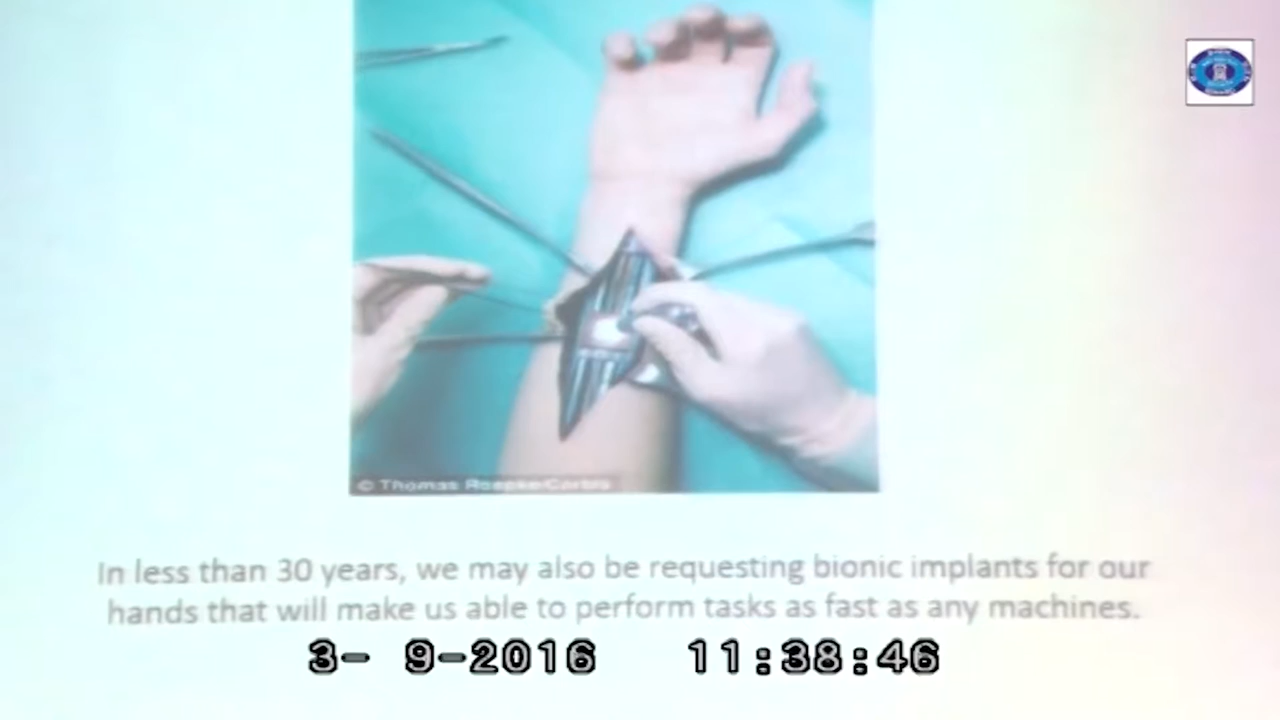 © Thomas Roepke/Corbis
In less than 30 years, we may also be requesting bionic implants for our
hands that will make us able to perform tasks as fast as any machines.
3- 9-2016 11:38:46